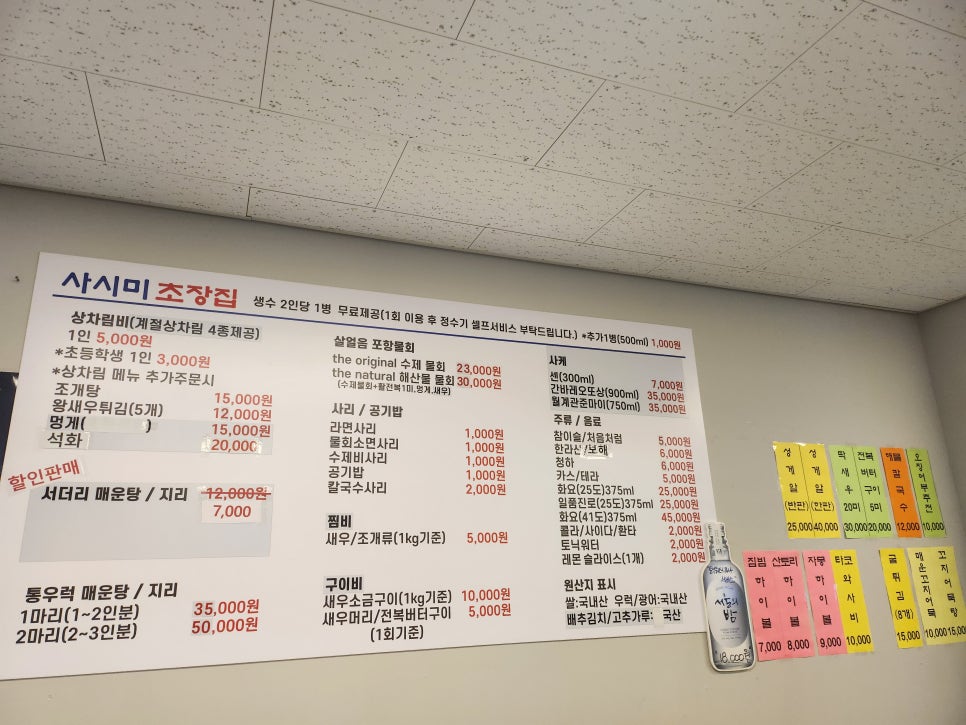 사시미 초장집 생수 2인당 1병 무료제공(1회 이용 후 정수기 셀프서비스 부탁드립니다.) *추가1병(500ml) 1,000원
상차림비(계절상차림 4종제공)
1인 5,000원
*초등학생 1인 3,000원
*상차림 메뉴 추가주문시
조개탕 15,000원
왕새우튀김(5개) 12,000원
멍게( ) 15,000원
석화 20,000
할인판매
서더리 매운탕 / 지리 12,000원
7,000
통우럭 매운탕 / 지리
1마리(1~2인분) 35,000원
2마리(2~3인분) 50,000원
살얼음 포항물회
the original 수제 물회 23,000원
the natural 해산물 물회 30,000원
(수제물회+활전복1미,멍게,새우)
사리 / 공기밥
라면사리 1,000원
물회소면사리 1,000원
수제비사리 1,000원
공기밥 1,000원
칼국수사리 2,000원
찜비
새우/조개류(1kg기준) 5,000원
구이비
새우소금구이(1kg기준) 10,000원
새우머리/전복버터구이 5,000원
(1회기준)
사케
센(300ml) 7,000원
간바레오또상(900ml) 35,000원
월계관준마이(750ml) 35,000원
주류 / 음료
참이슬/처음처럼 5,000원
한라산/보해 6,000원
청하 6,000원
카스/테라 5,000원
화요(25도)375ml 25,000원
일품진로(25도)375ml 25,000원
화요(41도)375ml 45,000원
콜라/사이다/환타 2,000원
토닉워터 2,000원
레몬 슬라이스(1개) 2,000원
원산지 표시
쌀:국내산 우럭/광어:국내산
배추김치/고추가루: 국산
서울의밤
18,000원
성게알(반판) 25,000
성게알(한판) 40,000
딱새우 20미 30,000
전복버터구이 5미 20,000
해물칼국수 12,000
오징어부추전 10,000
짐빔하이볼 7,000
산토리하이볼 8,000
자몽하이볼 9,000
타코와사비 10,000
굴튀김(8개) 15,000
매운꼬치어묵 10,000
꼬치어묵탕 15,000